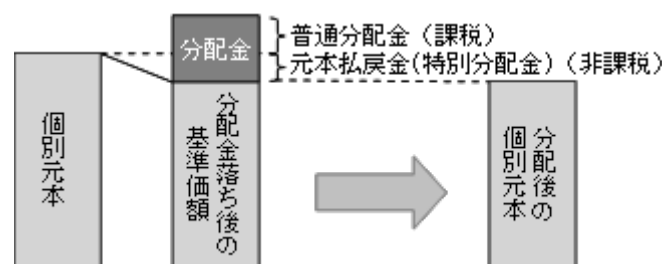 分配金
普通分配金（課税）
元本払戻金(特別分配金)（非課税）
個別元本
分配金落ち後の
基準価額
分配後の
個別元本